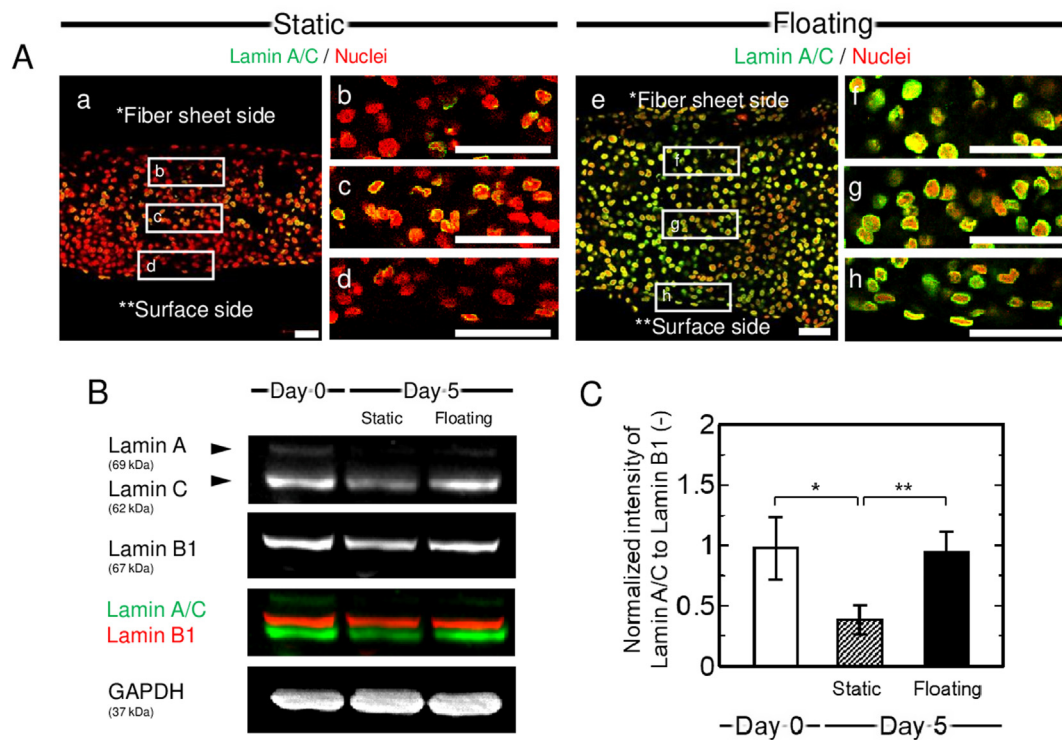 Static
Floating
A
Lamin A/C / Nuclei
Lamin A/C / Nuclei
a
*Fiber sheet side
b
c
d
**Surface side
b
c
d
e
*Fiber sheet side
f
g
h
**Surface side
f
g
h
B
Day 0
Day 5
Static
Floating
Lamin A
(69 kDa)
Lamin C
(62 kDa)
Lamin B1
(67 kDa)
Lamin A/C
Lamin B1
GAPDH
(37 kDa)
C
Normalized intensity of
Lamin A/C to Lamin B1 (-)
2
1.5
1
0.5
0
*
**
Static
Floating
Day 0
Day 5